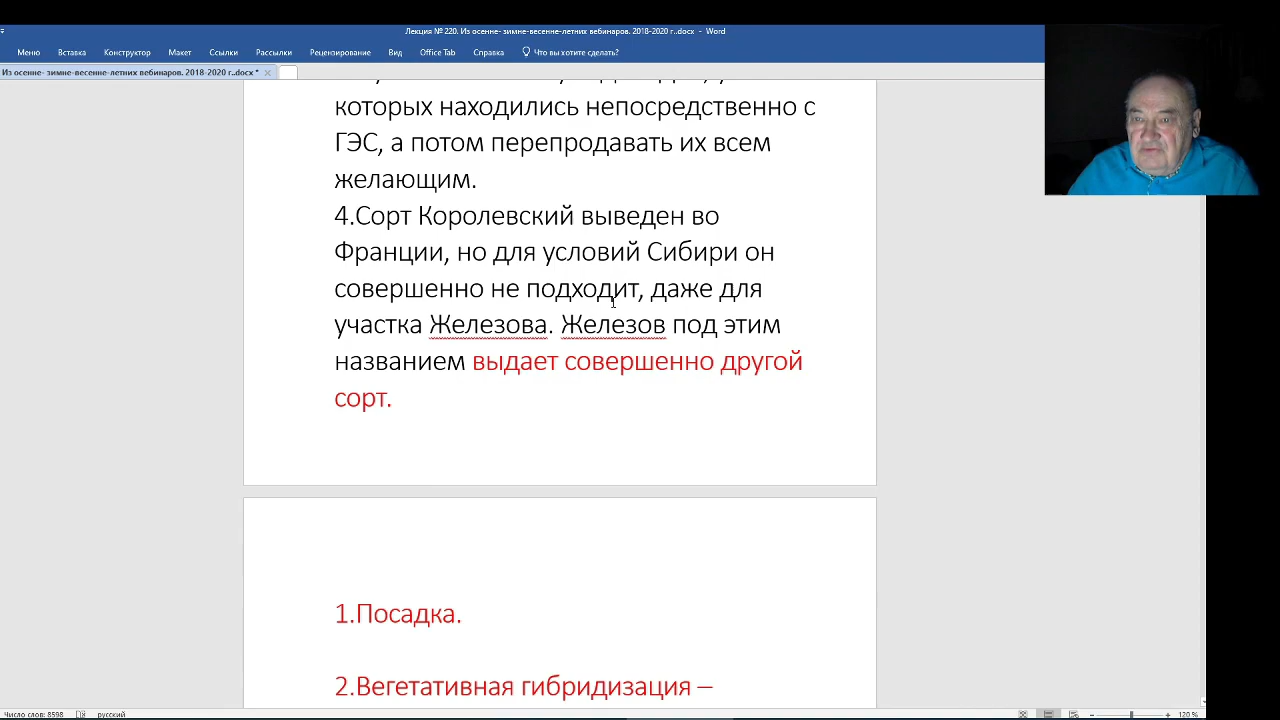 Лекция № 220. Из осенне- зимне-весенне-летних вебинаров. 2018-2020 г..docx - Word
Меню Вставка Конструктор Макет Ссылки Рассылки Рецензирование Вид Office Tab Справка Что вы хотите сделать?
Из осенне- зимне-весенне-летних вебинаров. 2018-2020 г..docx *
которых находились непосредственно с
ГЭС, а потом перепродавать их всем
желающим.
4.Сорт Королевский выведен во
Франции, но для условий Сибири он
совершенно не подходит, даже для
участка Железова. Железов под этим
названием выдает совершенно другой
сорт.
1.Посадка.
2.Вегетативная гибридизация –
Число слов: 8598 русский 120 %